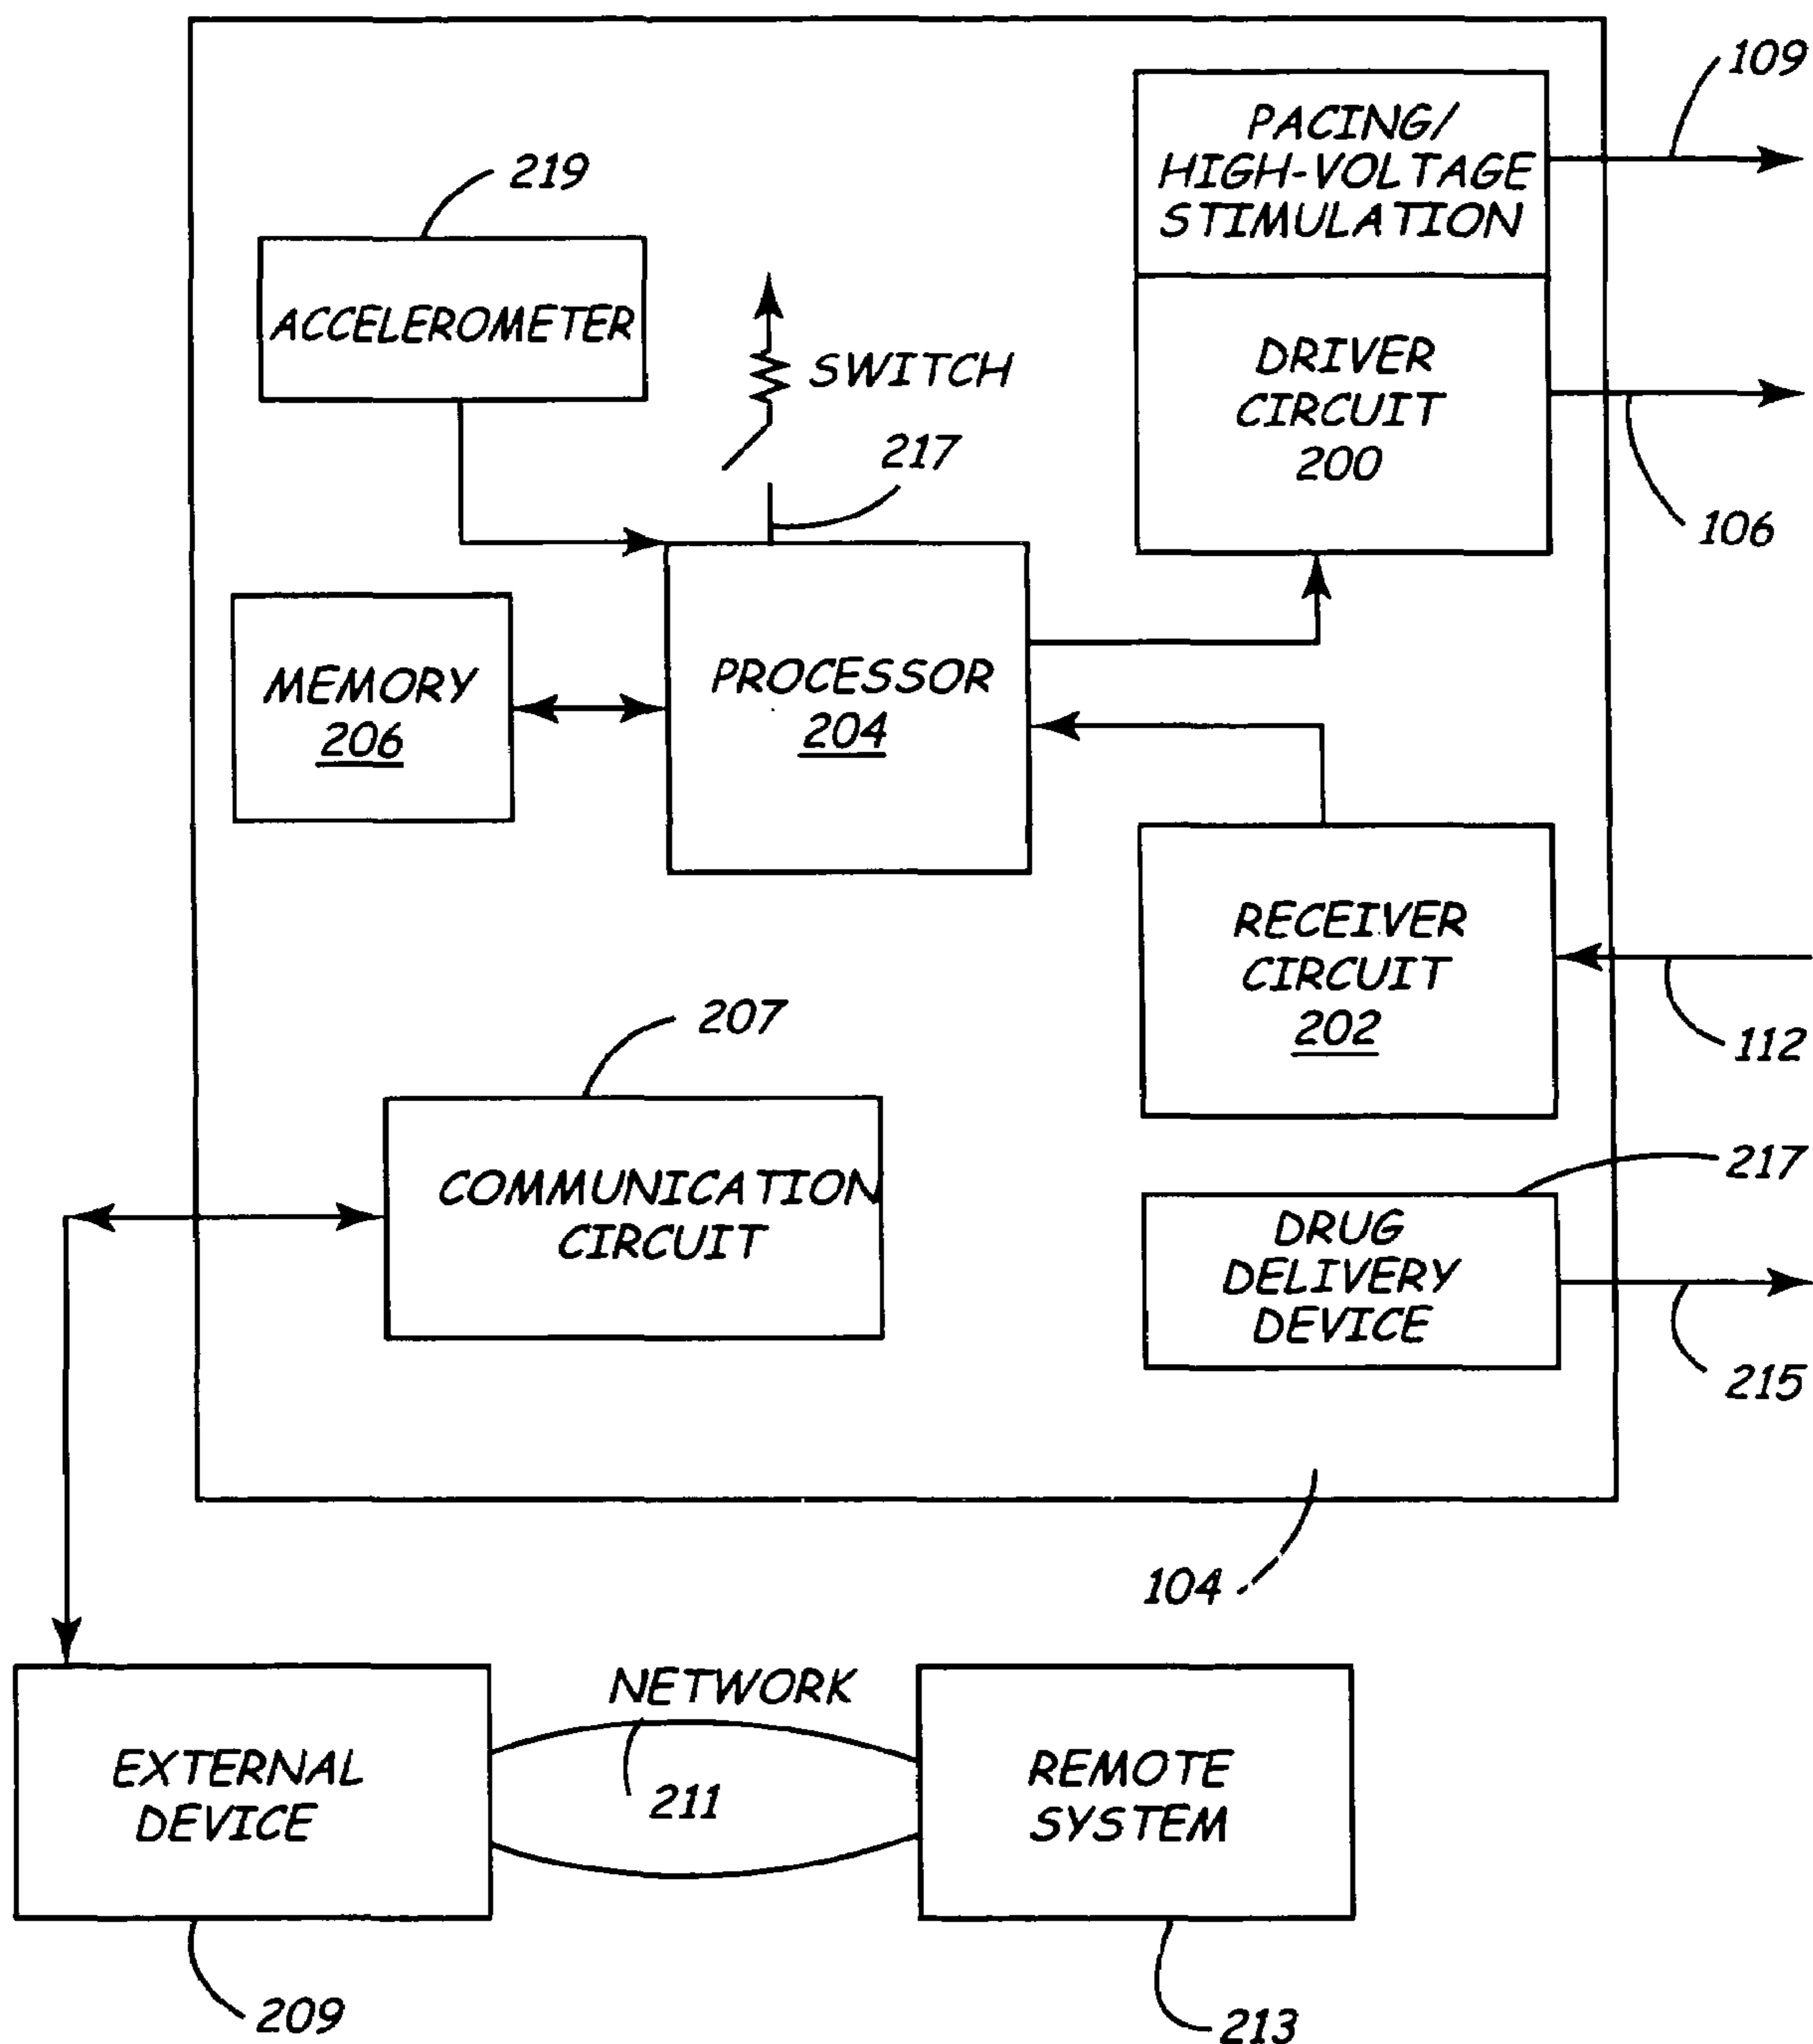 109
PACING/
HIGH-VOLTAGE
STIMULATION
219
ACCELEROMETER
SWITCH
DRIVER
CIRCUIT
200
217
106
MEMORY
206
PROCESSOR
204
RECEIVER
CIRCUIT
202
112
207
COMMUNICATION
CIRCUIT
217
DRUG
DELIVERY
DEVICE
215
104
NETWORK
EXTERNAL
DEVICE
211
REMOTE
SYSTEM
209
213